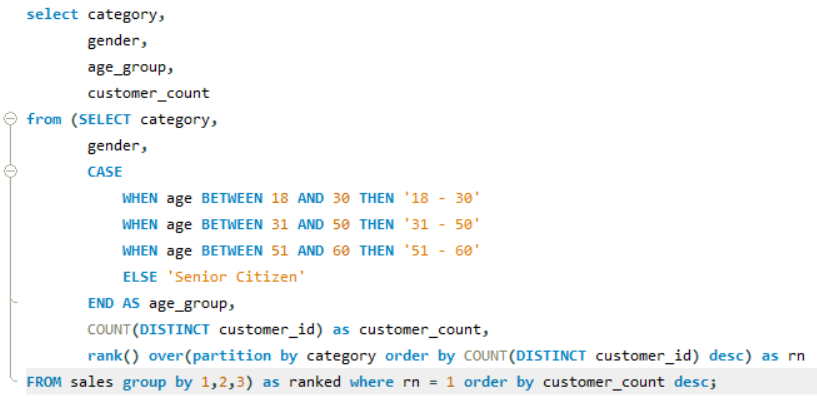 select category,
gender,
age_group,
customer_count
from (SELECT category,
gender,
CASE
WHEN age BETWEEN 18 AND 30 THEN '18 - 30'
WHEN age BETWEEN 31 AND 50 THEN '31 - 50'
WHEN age BETWEEN 51 AND 60 THEN '51 - 60'
ELSE 'Senior Citizen'
END AS age_group,
COUNT(DISTINCT customer_id) as customer_count,
rank() over(partition by category order by COUNT(DISTINCT customer_id) desc) as rn
FROM sales group by 1,2,3) as ranked where rn = 1 order by customer_count desc;